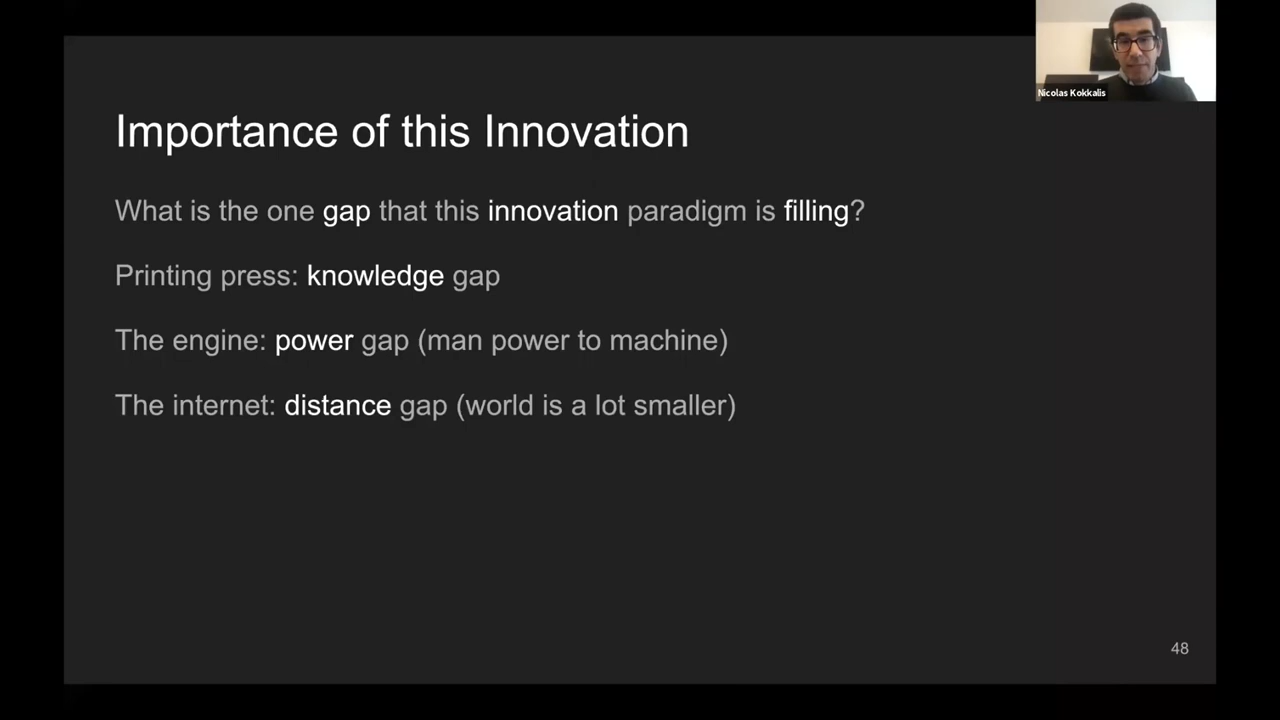 Nicolas Kokkalis
Importance of this Innovation
What is the one gap that this innovation paradigm is filling?
Printing press: knowledge gap
The engine: power gap (man power to machine)
The internet: distance gap (world is a lot smaller)
48